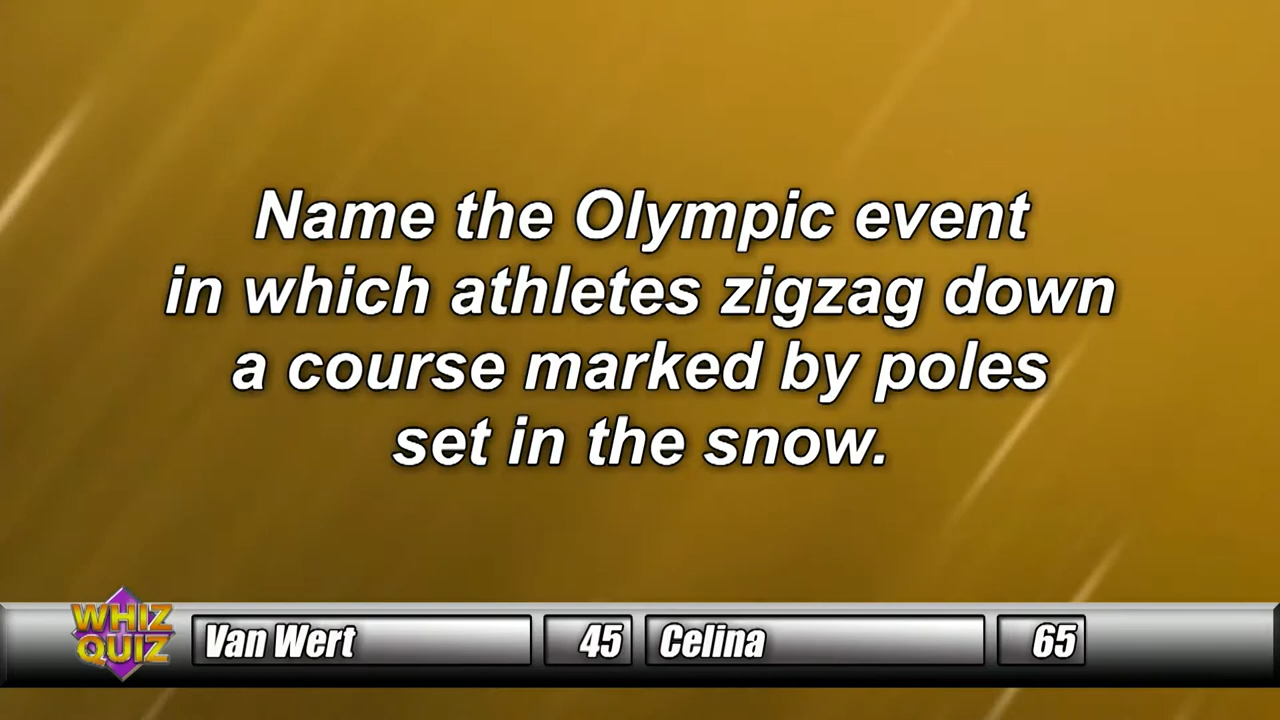 Name the Olympic event
in which athletes zigzag down
a course marked by poles
set in the snow.
WHIZ
QUIZ
Van Wert 45 Celina 65